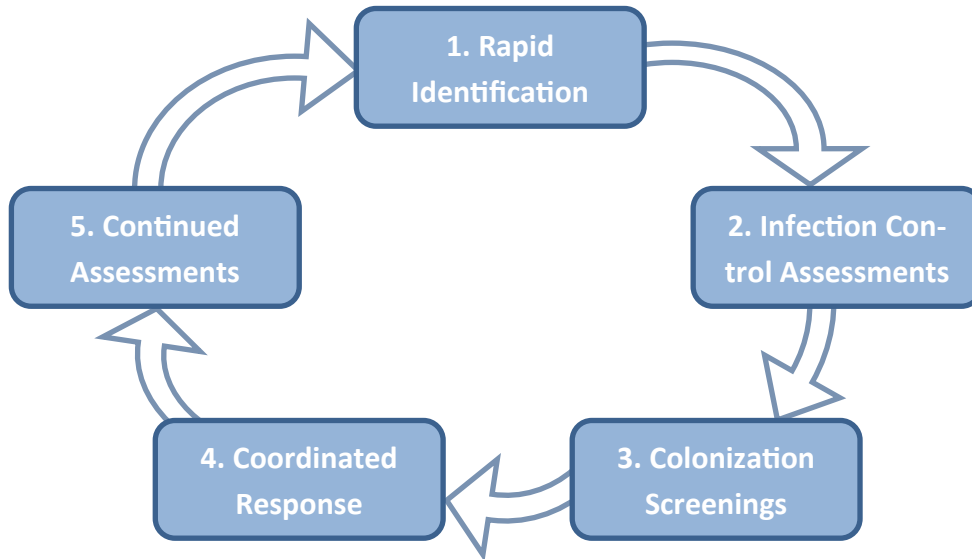 1. Rapid
Identification
2. Infection Con-
trol Assessments
3. Colonization
Screenings
4. Coordinated
Response
5. Continued
Assessments